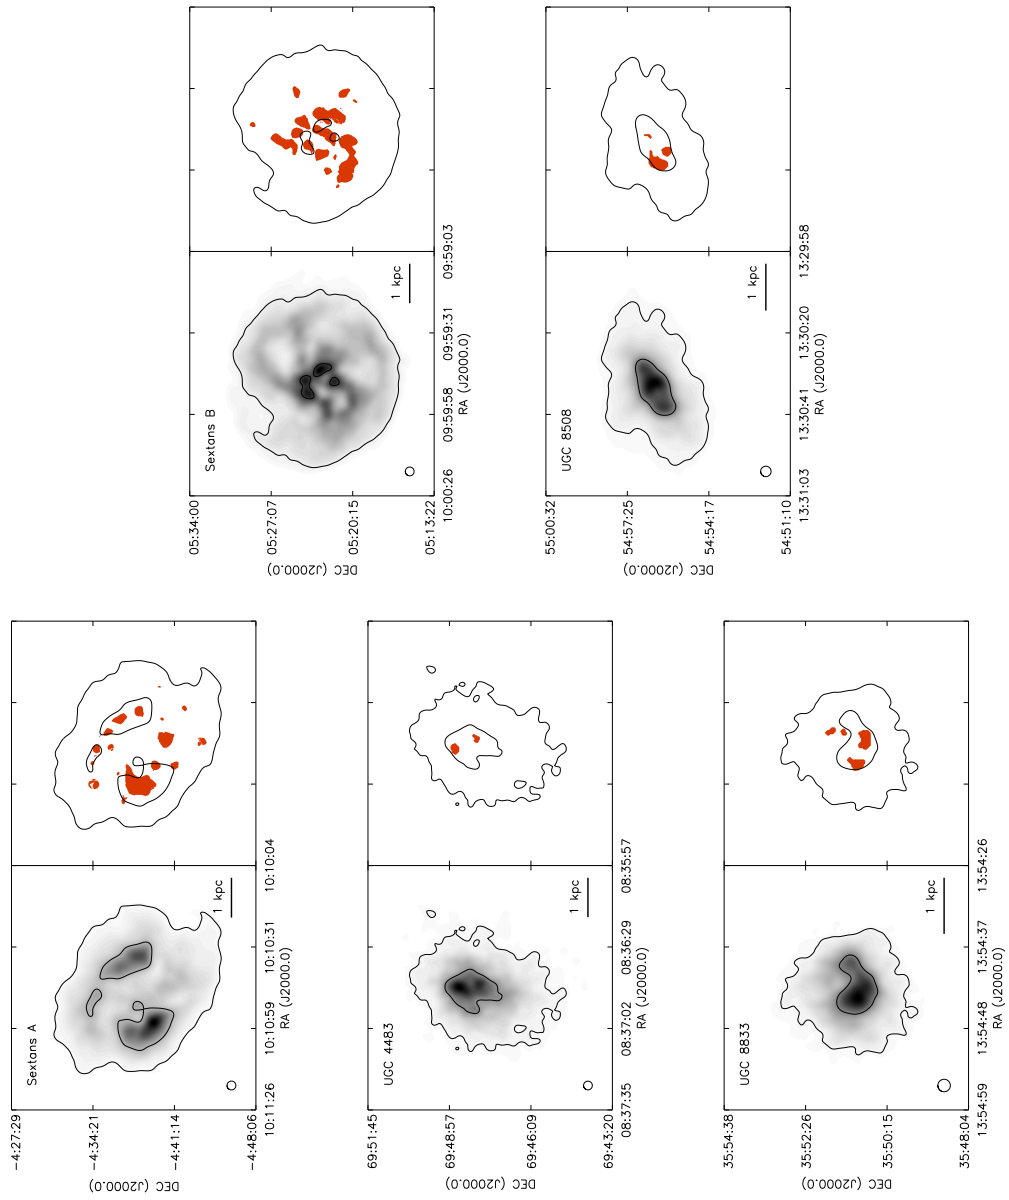 Sextans A
1 kpc
-4:27:29
-4:34:21
-4:41:14
-4:48:06
DEC (J2000.0)
10:11:26
10:10:59
10:10:31
10:10:04
RA (J2000.0)
UGC 4483
1 kpc
69:51:45
69:48:57
69:46:09
69:43:20
DEC (J2000.0)
08:37:35
08:37:02
08:36:29
08:35:57
RA (J2000.0)
UGC 8833
1 kpc
35:54:38
35:52:26
35:50:15
35:48:04
DEC (J2000.0)
13:54:59
13:54:48
13:54:37
13:54:26
RA (J2000.0)
Sextans B
1 kpc
05:34:00
05:27:07
05:20:15
05:13:22
DEC (J2000.0)
10:00:26
09:59:58
09:59:31
09:59:03
RA (J2000.0)
UGC 8508
1 kpc
55:00:32
54:57:25
54:54:17
54:51:10
DEC (J2000.0)
13:31:03
13:30:41
13:30:20
13:29:58
RA (J2000.0)